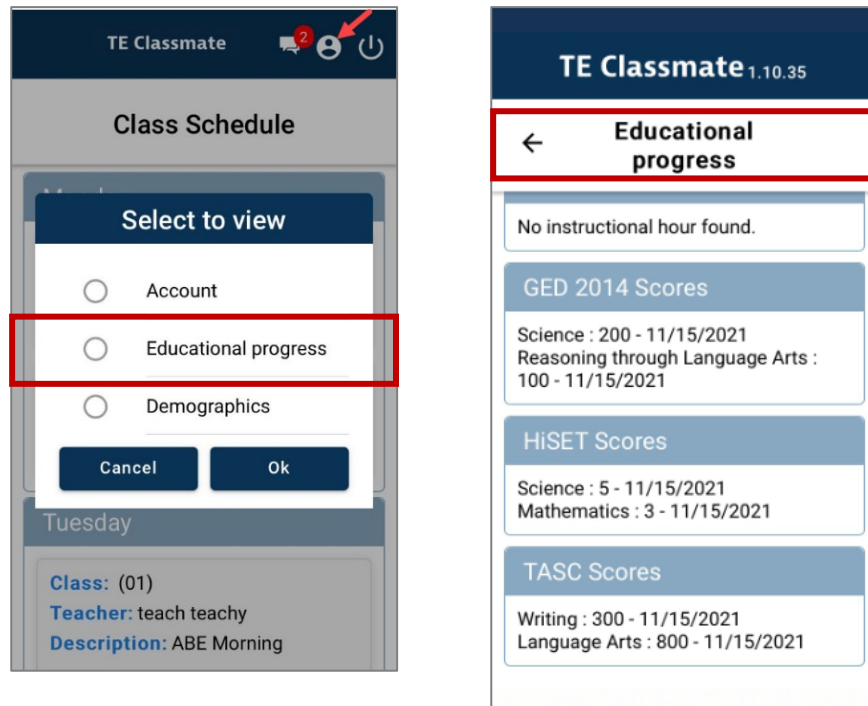 TE Classmate
2
Class Schedule
Select to view
Account
Educational progress
Demographics
Cancel
Ok
Tuesday
Class: (01)
Teacher: teach teachy
Description: ABE Morning
TE Classmate 1.10.35
Educational
progress
No instructional hour found.
GED 2014 Scores
Science : 200 - 11/15/2021
Reasoning through Language Arts :
100 - 11/15/2021
HiSET Scores
Science : 5 - 11/15/2021
Mathematics : 3 - 11/15/2021
TASC Scores
Writing : 300 - 11/15/2021
Language Arts : 800 - 11/15/2021